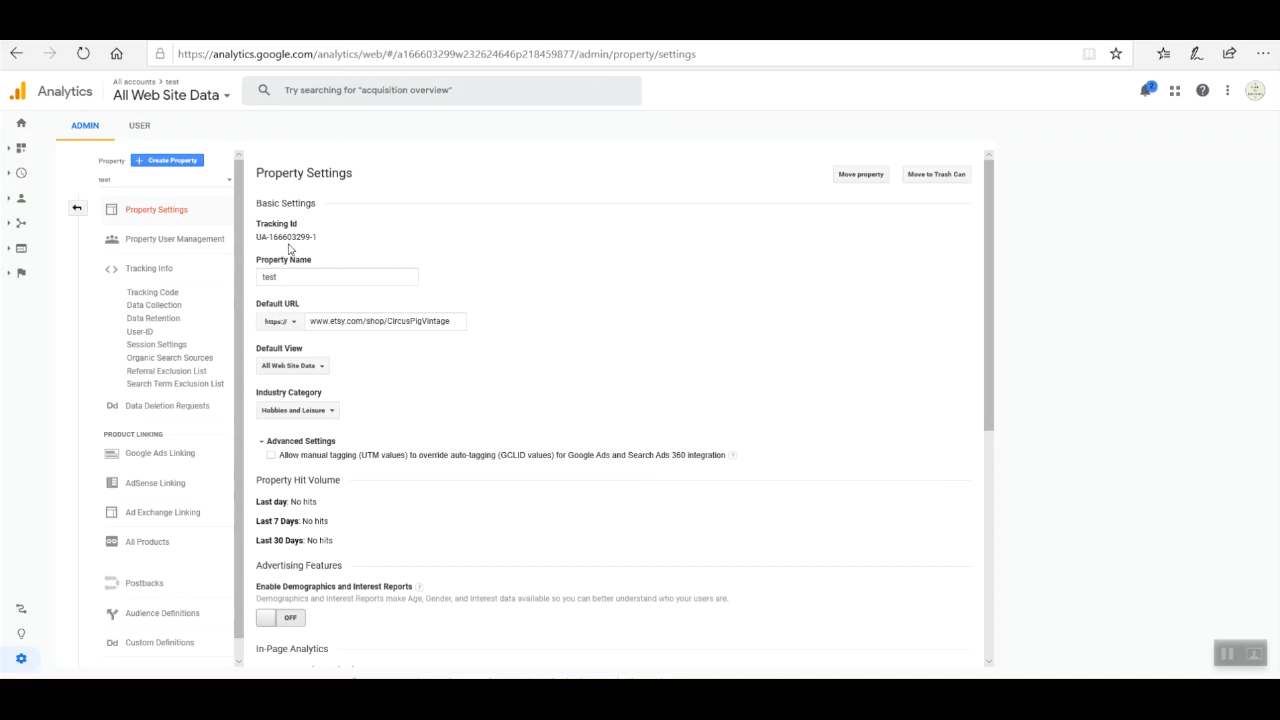 https://analytics.google.com/analytics/web/#/a166603299w232624646p218459877/admin/property/settings
Analytics
All accounts > test
All Web Site Data
Try searching for "acquisition overview"
2
ADMIN
USER
Property
+ Create Property
test
Property Settings
Property User Management
Tracking Info
Tracking Code
Data Collection
Data Retention
User-ID
Session Settings
Organic Search Sources
Referral Exclusion List
Search Term Exclusion List
Dd Data Deletion Requests
PRODUCT LINKING
Google Ads Linking
AdSense Linking
Ad Exchange Linking
All Products
Postbacks
Audience Definitions
Dd Custom Definitions
Property Settings
Move property
Move to Trash Can
Basic Settings
Tracking Id
UA-166603299-1
Property Name
test
Default URL
https://
www.etsy.com/shop/CircusPigVintage
Default View
All Web Site Data
Industry Category
Hobbies and Leisure
Advanced Settings
Allow manual tagging (UTM values) to override auto-tagging (GCLID values) for Google Ads and Search Ads 360 integration ?
Property Hit Volume
Last day: No hits
Last 7 Days: No hits
Last 30 Days: No hits
Advertising Features
Enable Demographics and Interest Reports ?
Demographics and Interest Reports make Age, Gender, and Interest data available so you can better understand who your users are.
OFF
In-Page Analytics